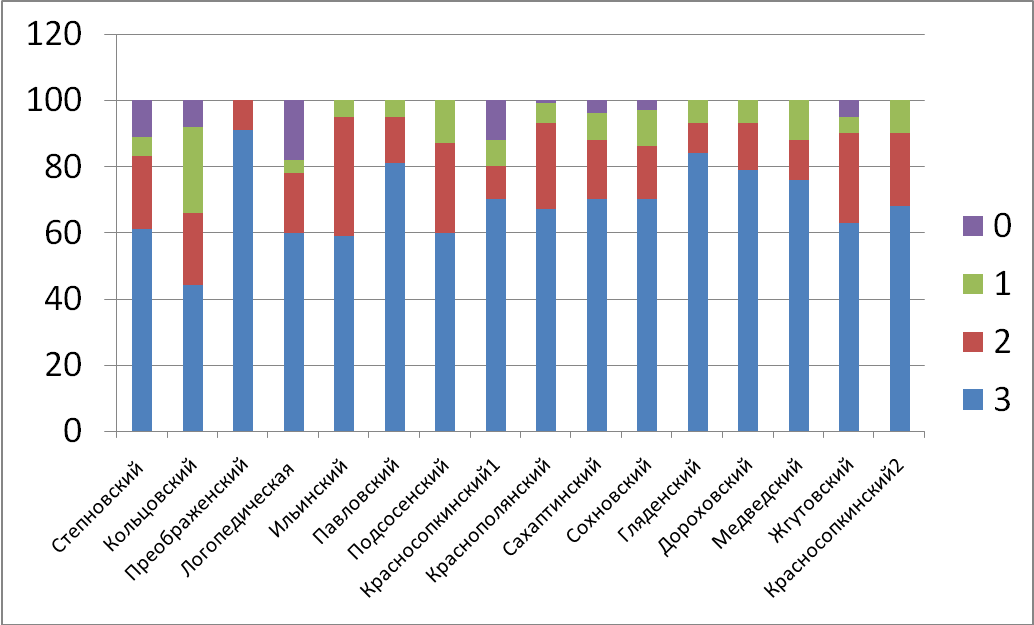 120
100
80
60
40
20
0
Степновский
Кольцовский
Преображенский
Логопедическая
Ильинский
Павловский
Подсосенский
Красносопкинский1
Краснополянский
Сахаптинский
Сохновский
Гляденский
Дороховский
Медведский
Жгутовский
Красносопкинский2
0
1
2
3